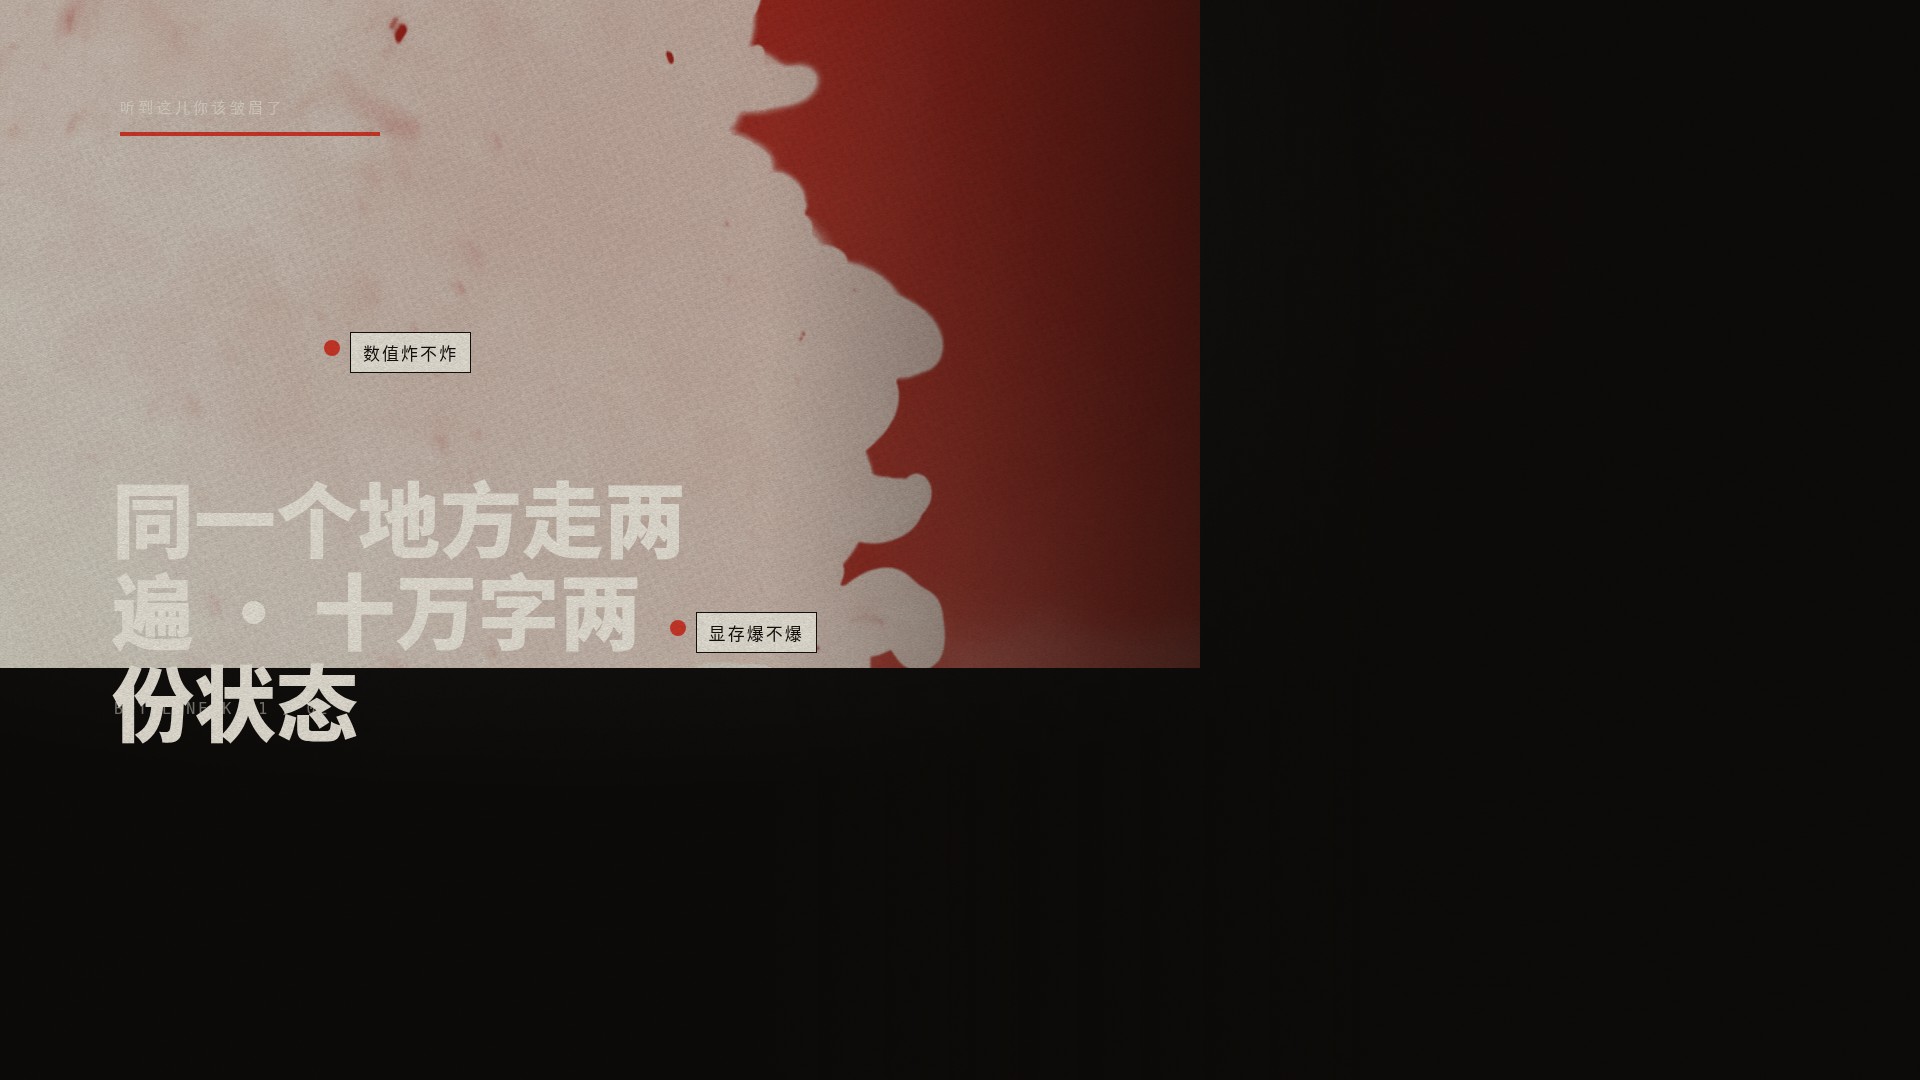 听到这儿你该皱眉了
数值炸不炸
同一个地方走两
遍 · 十万字两
显存爆不爆
份状态